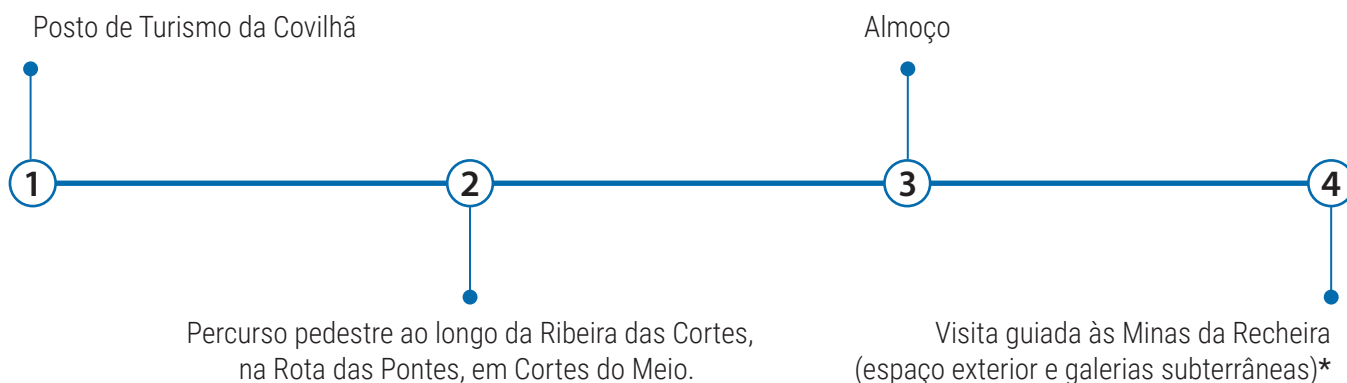 Posto de Turismo da Covilhã
Almoço
1
2
3
4
Percurso pedestre ao longo da Ribeira das Cortes,
na Rota das Pontes, em Cortes do Meio.
Visita guiada às Minas da Recheira
(espaço exterior e galerias subterrâneas)*